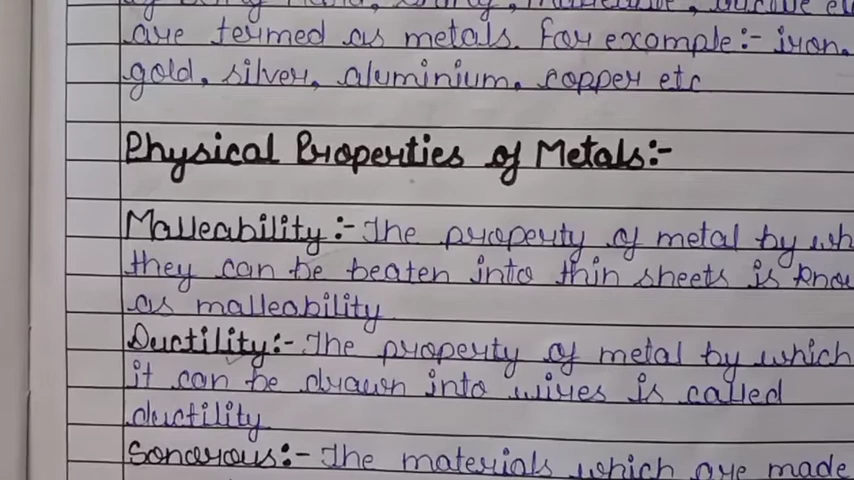 are termed as metals. For example:- iron,
gold, silver, aluminium, copper etc
Physical Properties of Metals:-
Malleability:- The property of metal by wh
they can be beaten into thin sheets is know
as malleability
Ductility:- The property of metal by which
it can be drawn into wires is called
ductility
Sonorous:- The materials which are made